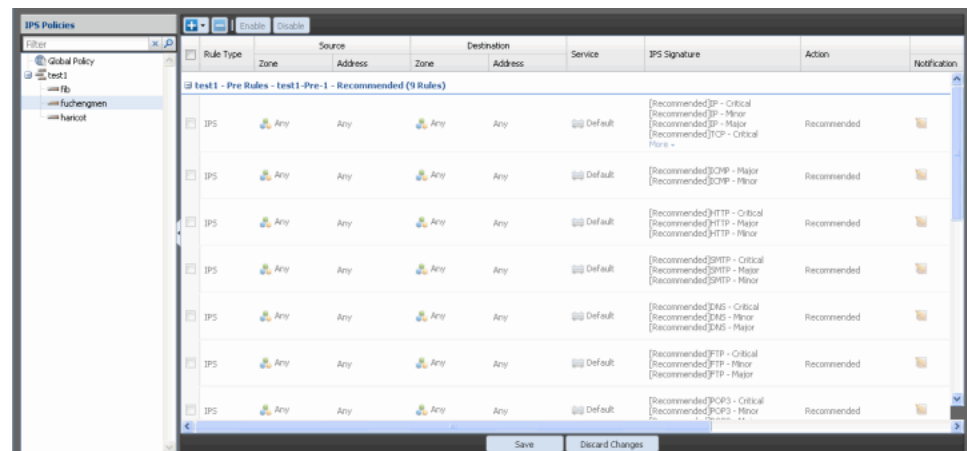 IPS Policies
Filter
Global Policy
test1
fib
fuchengmen
haricot
Enable Disable
Rule Type Source Destination Service IPS Signature Action
Zone Address Zone Address Notification
test1 - Pre Rules - test1-Pre-1 - Recommended (9 Rules)
[Recommended]IP - Critical
[Recommended]IP - Minor
IPS Any Any Any Any Default [Recommended]IP - Major Recommended
[Recommended]TCP - Critical
More
IPS Any Any Any Any Default [Recommended]ICMP - Major Recommended
[Recommended]ICMP - Minor
[Recommended]HTTP - Critical
IPS Any Any Any Any Default [Recommended]HTTP - Major Recommended
[Recommended]HTTP - Minor
[Recommended]SMTP - Critical
IPS Any Any Any Any Default [Recommended]SMTP - Major Recommended
[Recommended]SMTP - Minor
[Recommended]DNS - Critical
IPS Any Any Any Any Default [Recommended]DNS - Minor Recommended
[Recommended]DNS - Major
[Recommended]FTP - Critical
IPS Any Any Any Any Default [Recommended]FTP - Minor Recommended
[Recommended]FTP - Major
[Recommended]POP3 - Critical
IPS Any Any Any Any Default [Recommended]POP3 - Minor Recommended
Save Discard Changes